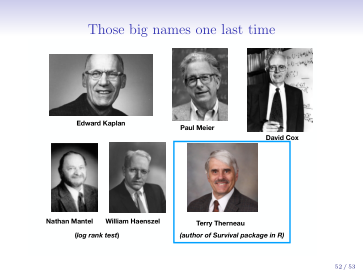 Those big names one last time
Edward Kaplan
Paul Meier
David Cox
Nathan Mantel
William Haenszel
(log rank test)
Terry Therneau
(author of Survival package in R)
52 / 53